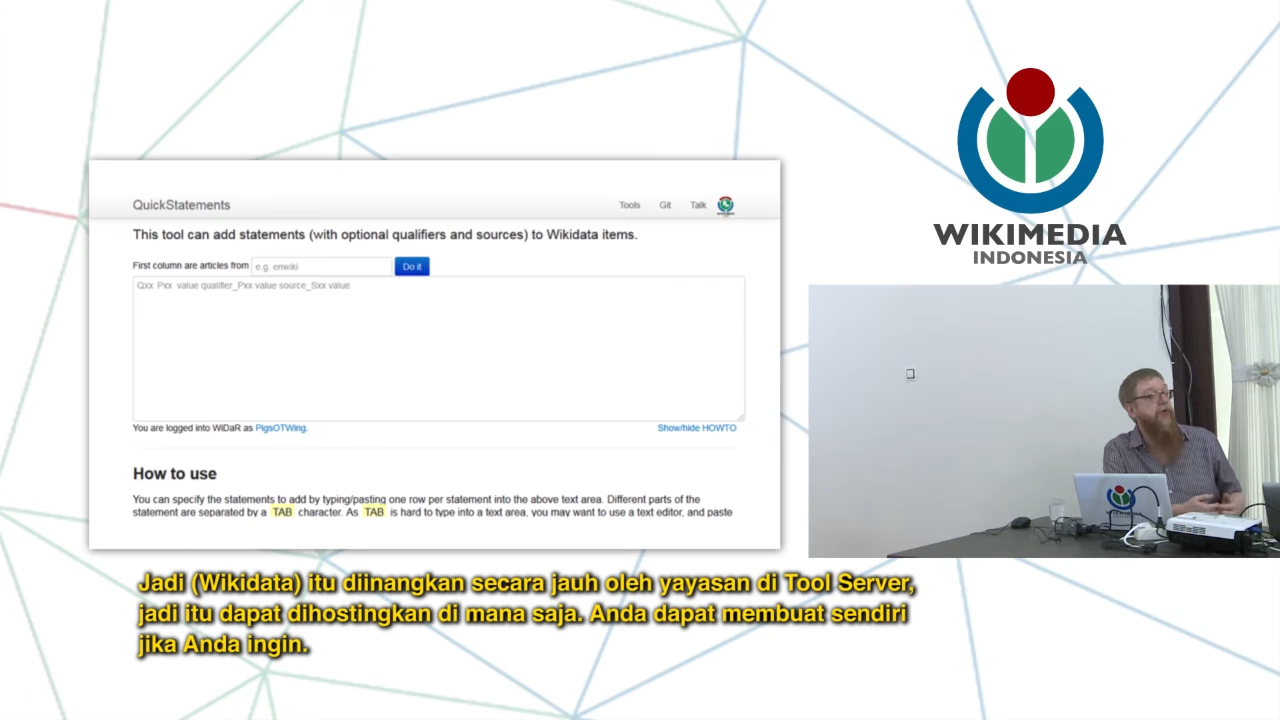 WIKIMEDIA
INDONESIA
QuickStatements
Tools Git Talk
This tool can add statements (with optional qualifiers and sources) to Wikidata items.
First column are articles from e.g. enwiki Do it
Qxx Pxx value qualifier_Pxx value source_Sxx value
You are logged into WiDaR as PigsOTWing. Show/hide HOWTO
How to use
You can specify the statements to add by typing/pasting one row per statement into the above text area. Different parts of the
statement are separated by a TAB character. As TAB is hard to type into a text area, you may want to use a text editor, and paste
Jadi (Wikidata) itu diinangkan secara jauh oleh yayasan di Tool Server,
jadi itu dapat dihostingkan di mana saja. Anda dapat membuat sendiri
jika Anda ingin.